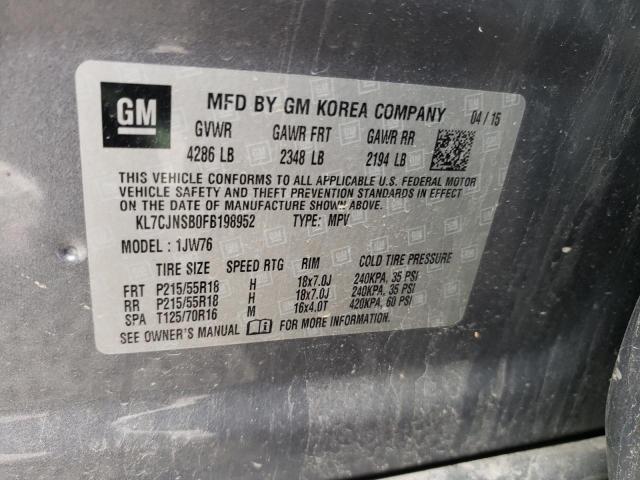 GM
MFD BY GM KOREA COMPANY 04 / 15
GVWR GAWR FRT GAWR RR
4286 LB 2348 LB 2194 LB
THIS VEHICLE CONFORMS TO ALL APPLICABLE U.S. FEDERAL MOTOR
VEHICLE SAFETY AND THEFT PREVENTION STANDARDS IN EFFECT
ON THE DATE OF MANUFACTURE SHOWN ABOVE.
KL7CJNSB0FB198952 TYPE: MPV
MODEL : 1JW76
TIRE SIZE SPEED RTG RIM COLD TIRE PRESSURE
FRT P215/55R18 H 18x7.0J 240KPA, 35 PSI
RR P215/55R18 H 18x7.0J 240KPA, 35 PSI
SPA T125/70R16 M 16x4.0T 420KPA, 60 PSI
SEE OWNER'S MANUAL FOR MORE INFORMATION.